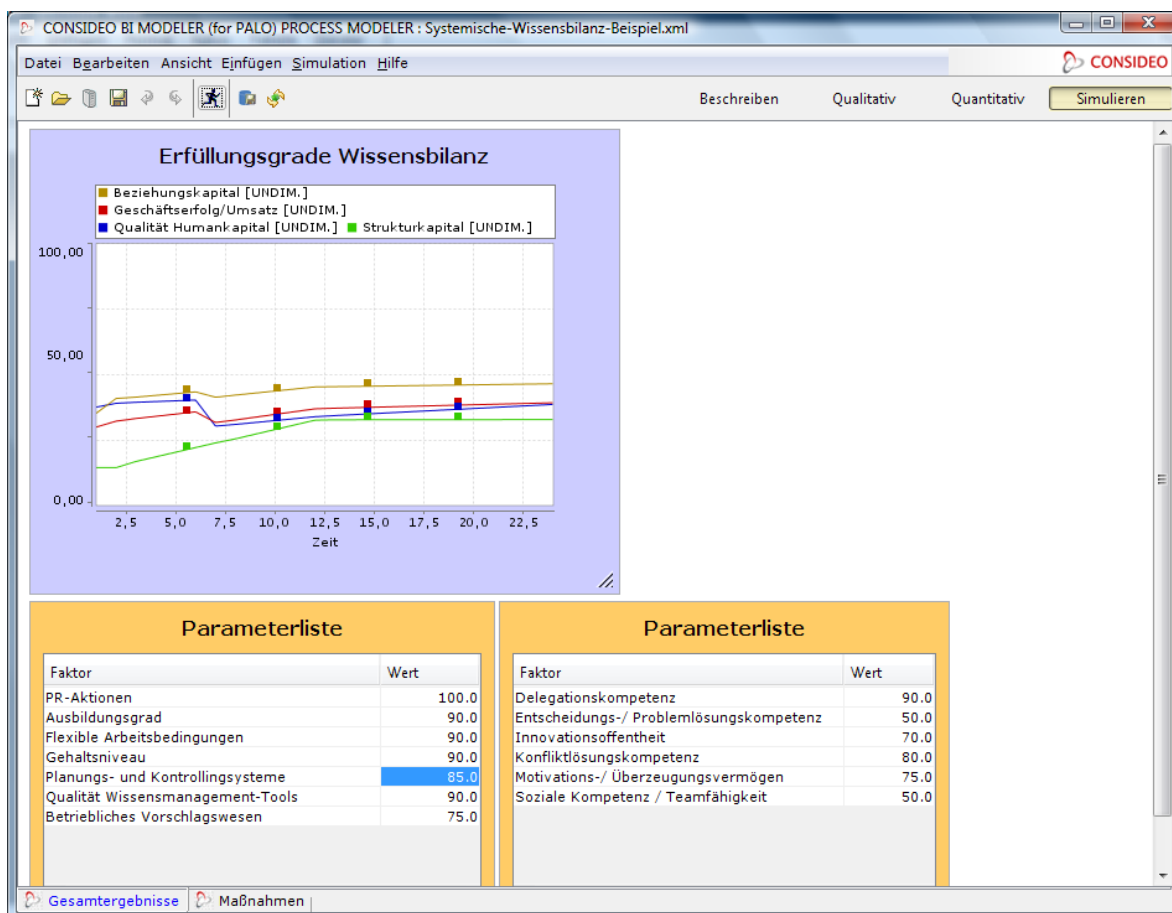 CONSIDEO BI MODELER (for PALO) PROCESS MODELER : Systemische-Wissensbilanz-Beispiel.xml
Datei Bearbeiten Ansicht Einfügen Simulation Hilfe
CONSIDEO
Beschreiben Qualitativ Quantitativ Simulieren
Erfüllungsgrade Wissensbilanz
Beziehungskapital [UNDIM.]
Geschäftserfolg/Umsatz [UNDIM.]
Qualität Humankapital [UNDIM.] Strukturkapital [UNDIM.]
100,00
50,00
0,00
2,5 5,0 7,5 10,0 12,5 15,0 17,5 20,0 22,5
Zeit
Parameterliste
Faktor Wert
PR-Aktionen 100.0
Ausbildungsgrad 90.0
Flexible Arbeitsbedingungen 90.0
Gehaltsniveau 90.0
Planungs- und Kontrollingsysteme 85.0
Qualität Wissensmanagement-Tools 90.0
Betriebliches Vorschlagswesen 75.0
Parameterliste
Faktor Wert
Delegationskompetenz 90.0
Entscheidungs-/ Problemlösungskompetenz 50.0
Innovationsoffentheit 70.0
Konfliktlösungskompetenz 80.0
Motivations-/ Überzeugungsvermögen 75.0
Soziale Kompetenz / Teamfähigkeit 50.0
Gesamtergebnisse Maßnahmen